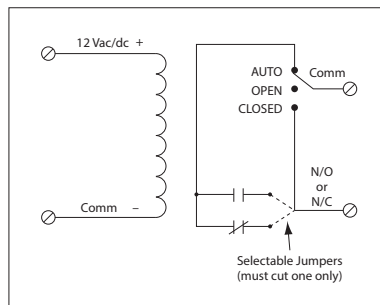 12 Vac/dc +
AUTO
Comm
OPEN
CLOSED
N/O
or
N/C
Comm –
Selectable Jumpers
(must cut one only)